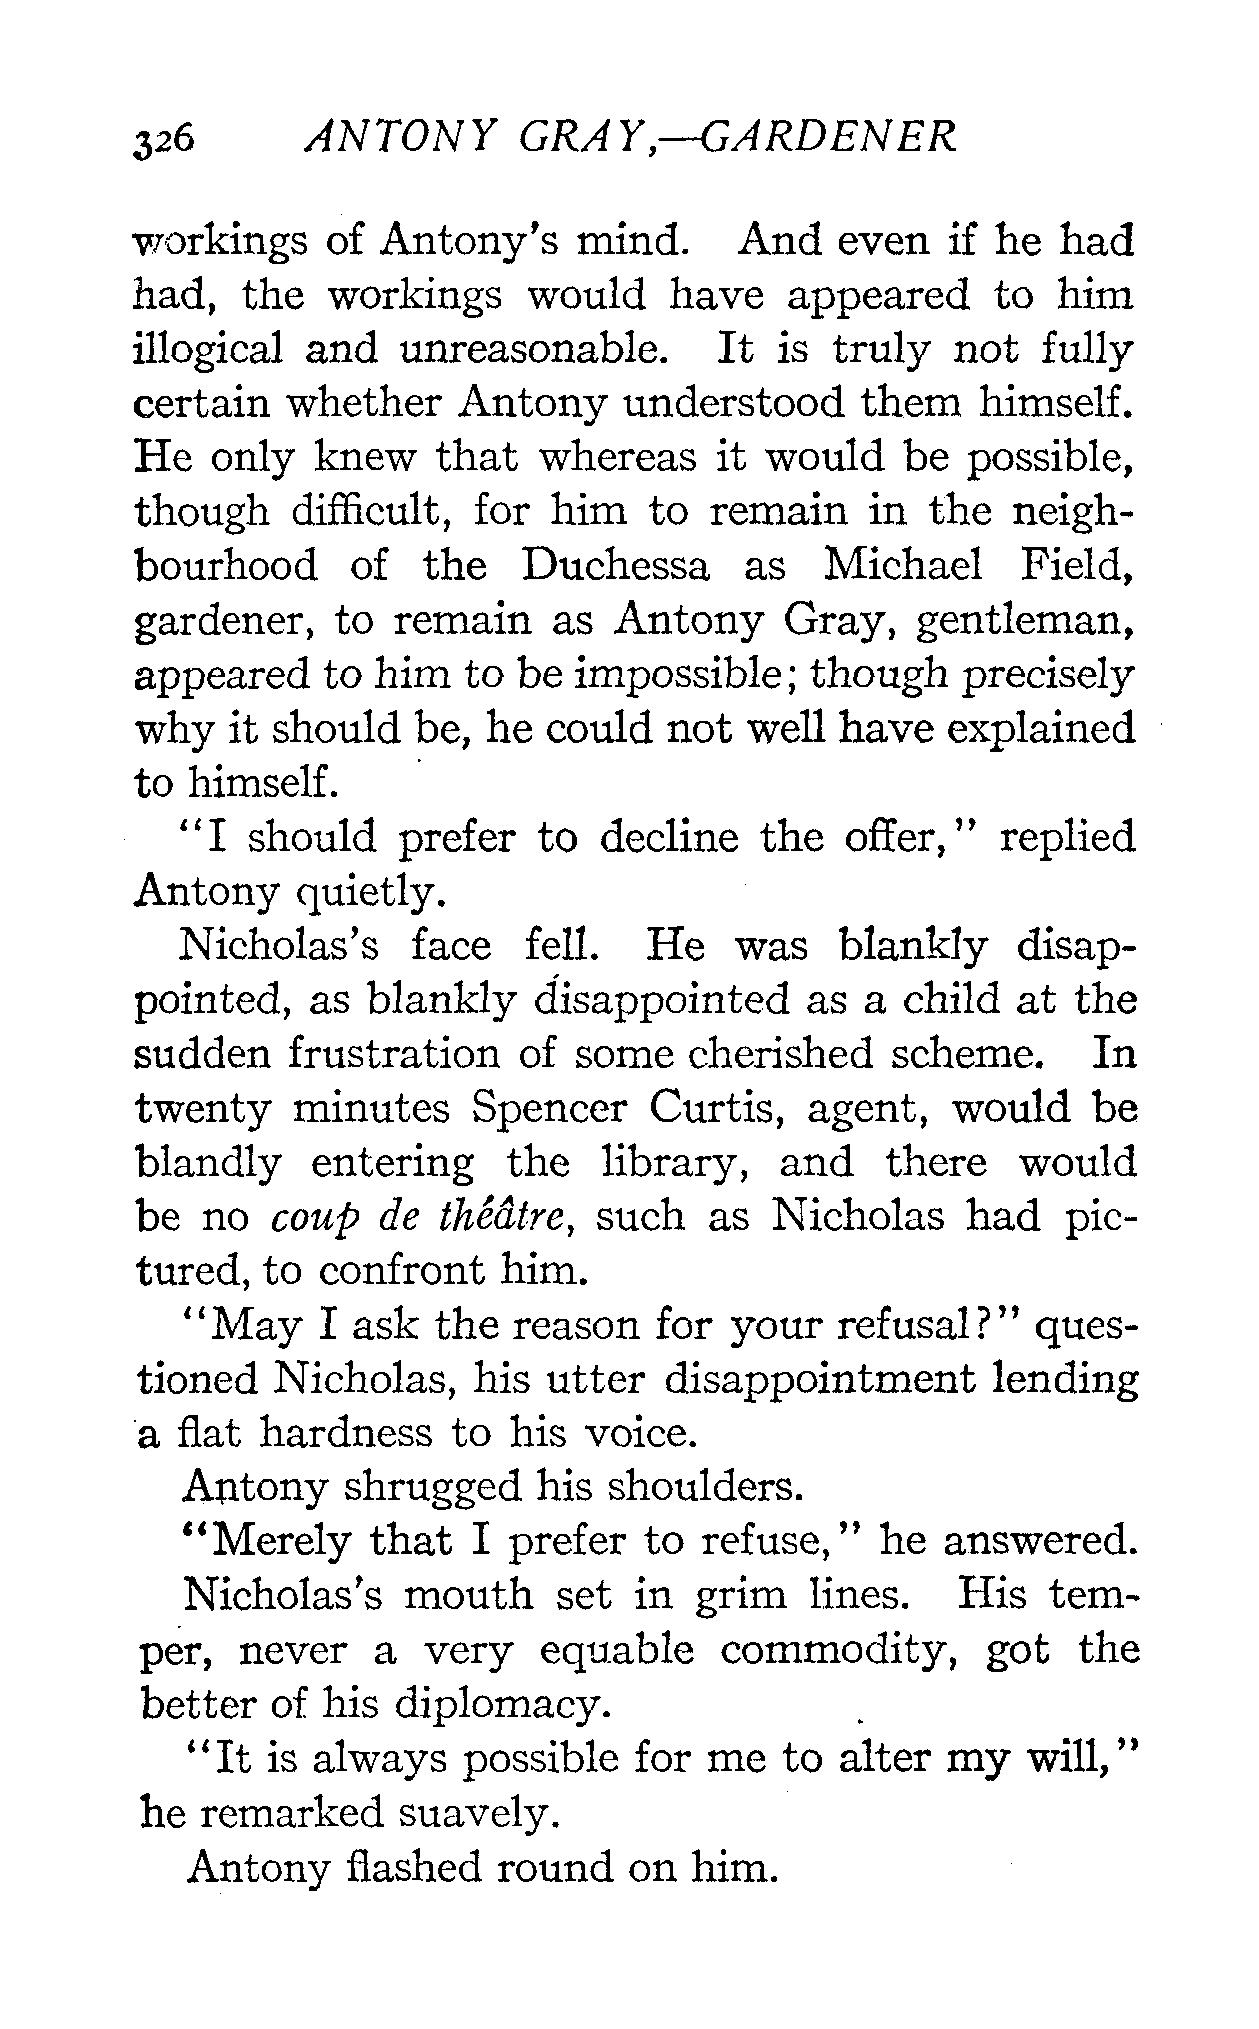 326 ANTONY GRAY,—GARDENER
workings of Antony's mind. And even if he had
had, the workings would have appeared to him
illogical and unreasonable. It is truly not fully
certain whether Antony understood them himself.
He only knew that whereas it would be possible,
though difficult, for him to remain in the neigh-
bourhood of the Duchessa as Michael Field,
gardener, to remain as Antony Gray, gentleman,
appeared to him to be impossible; though precisely
why it should be, he could not well have explained
to himself.
"I should prefer to decline the offer," replied
Antony quietly.
Nicholas's face fell. He was blankly disap-
pointed, as blankly disappointed as a child at the
sudden frustration of some cherished scheme. In
twenty minutes Spencer Curtis, agent, would be
blandly entering the library, and there would
be no coup de théâtre, such as Nicholas had pic-
tured, to confront him.
"May I ask the reason for your refusal?" ques-
tioned Nicholas, his utter disappointment lending
a flat hardness to his voice.
Antony shrugged his shoulders.
"Merely that I prefer to refuse," he answered.
Nicholas's mouth set in grim lines. His tem-
per, never a very equable commodity, got the
better of his diplomacy.
"It is always possible for me to alter my will,"
he remarked suavely.
Antony flashed round on him.